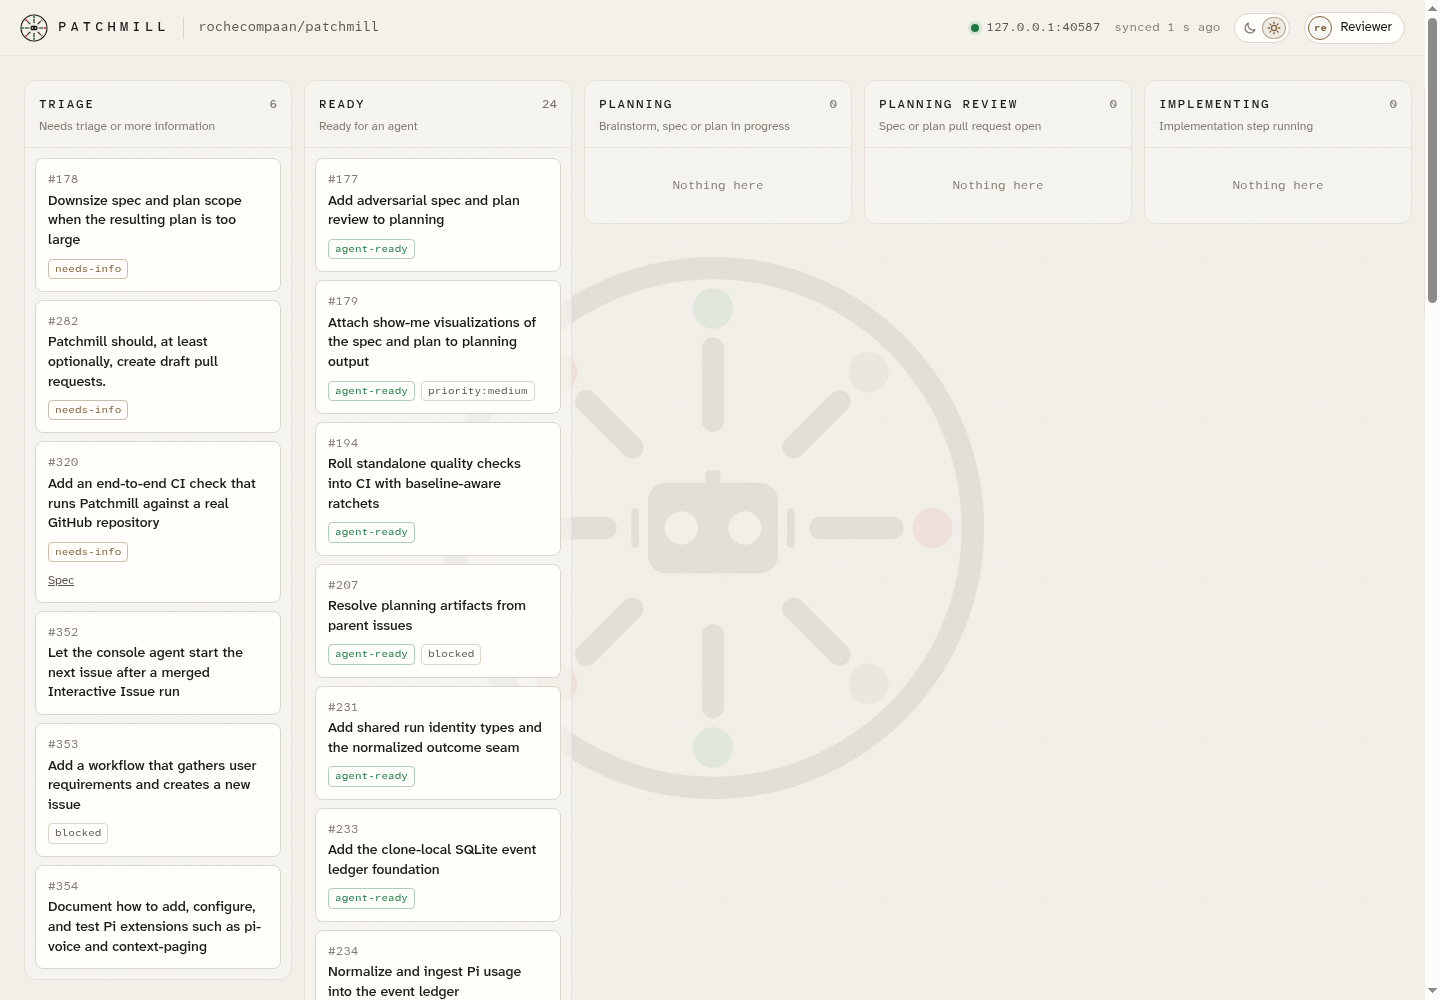 PATCHMILL
rochecompaan/patchmill
127.0.0.1:40587
synced 1 s ago
re
Reviewer
TRIAGE
6
Needs triage or more information
#178
Downsize spec and plan scope
when the resulting plan is too
large
needs-info
#282
Patchmill should, at least
optionally, create draft pull
requests.
needs-info
#320
Add an end-to-end CI check that
runs Patchmill against a real
GitHub repository
needs-info
Spec
#352
Let the console agent start the
next issue after a merged
Interactive Issue run
#353
Add a workflow that gathers user
requirements and creates a new
issue
blocked
#354
Document how to add, configure,
and test Pi extensions such as pi-
voice and context-paging
READY
24
Ready for an agent
#177
Add adversarial spec and plan
review to planning
agent-ready
#179
Attach show-me visualizations of
the spec and plan to planning
output
agent-ready
priority:medium
#194
Roll standalone quality checks
into CI with baseline-aware
ratchets
agent-ready
#207
Resolve planning artifacts from
parent issues
agent-ready
blocked
#231
Add shared run identity types and
the normalized outcome seam
agent-ready
#233
Add the clone-local SQLite event
ledger foundation
agent-ready
#234
Normalize and ingest Pi usage
into the event ledger
PLANNING
0
Brainstorm, spec or plan in progress
Nothing here
PLANNING REVIEW
0
Spec or plan pull request open
Nothing here
IMPLEMENTING
0
Implementation step running
Nothing here